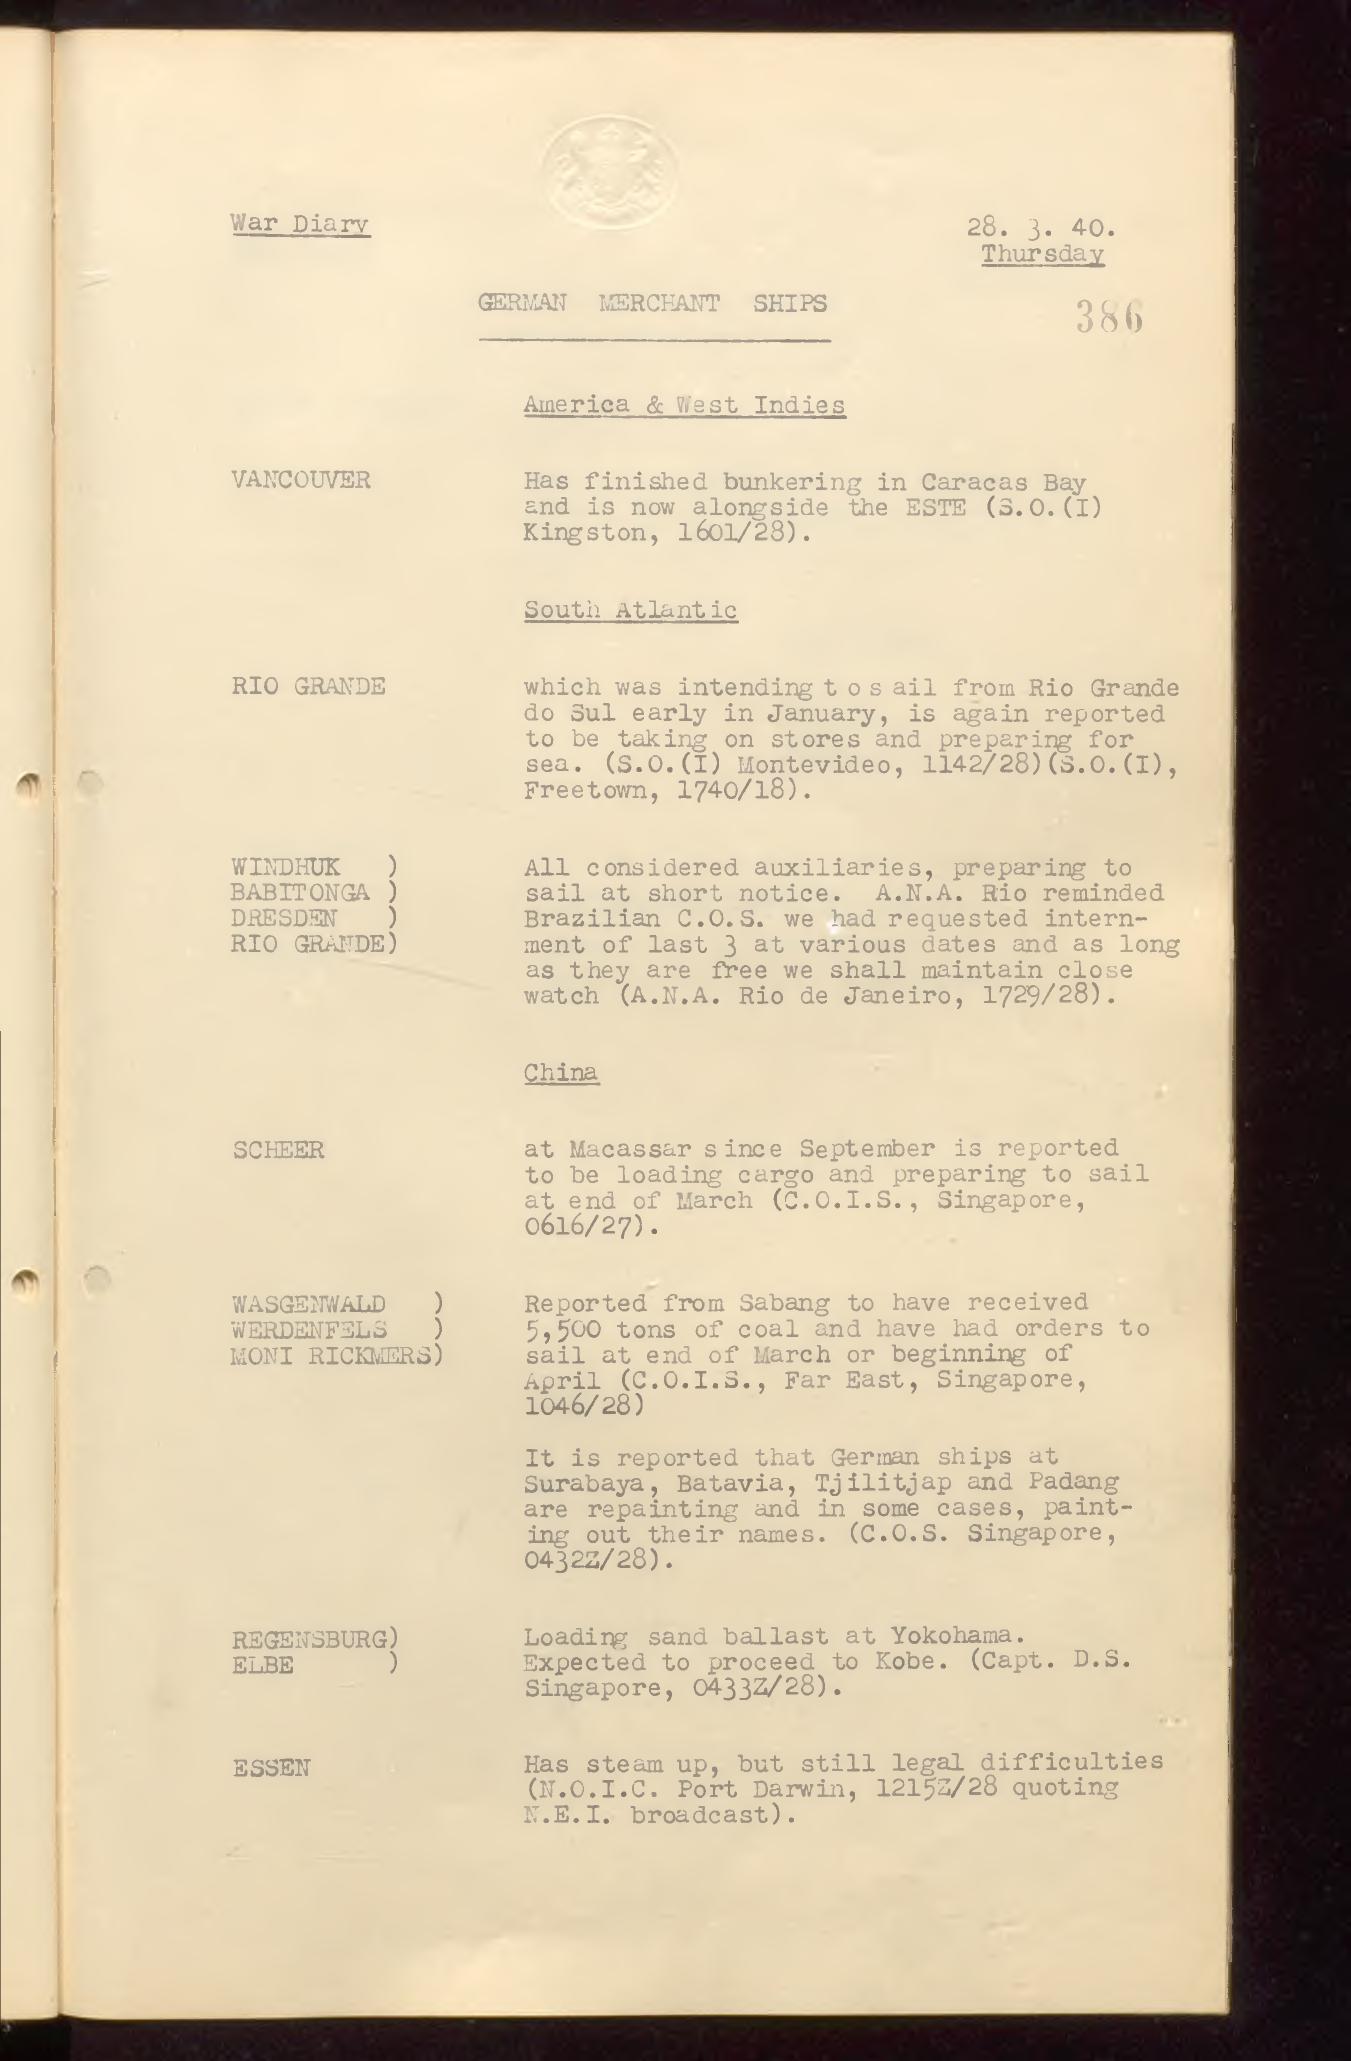 War Diary
28. 3. 40.
Thursday
GERMAN MERCHANT SHIPS
386
America & West Indies
VANCOUVER Has finished bunkering in Caracas Bay
and is now alongside the ESTE (S.O.(I)
Kingston, 1601/28).
South Atlantic
RIO GRANDE which was intending t o s ail from Rio Grande
do Sul early in January, is again reported
to be taking on stores and preparing for
sea. (S.O.(I) Montevideo, 1142/28)(S.O.(I),
Freetown, 1740/18).
WINDHUK ) All considered auxiliaries, preparing to
BABITONGA ) sail at short notice. A.N.A. Rio reminded
DRESDEN ) Brazilian C.O.S. we had requested intern-
RIO GRANDE) ment of last 3 at various dates and as long
as they are free we shall maintain close
watch (A.N.A. Rio de Janeiro, 1729/28).
China
SCHEER at Macassar since September is reported
to be loading cargo and preparing to sail
at end of March (C.O.I.S., Singapore,
0616/27).
WASGENWALD ) Reported from Sabang to have received
WERDENFELS ) 5,500 tons of coal and have had orders to
MONI RICKMERS) sail at end of March or beginning of
April (C.O.I.S., Far East, Singapore,
1046/28)
It is reported that German ships at
Surabaya, Batavia, Tjilitjap and Padang
are repainting and in some cases, paint-
ing out their names. (C.O.S. Singapore,
0432Z/28).
REGENSBURG) Loading sand ballast at Yokohama.
ELBE ) Expected to proceed to Kobe. (Capt. D.S.
Singapore, 0433Z/28).
ESSEN Has steam up, but still legal difficulties
(N.O.I.C. Port Darwin, 1215Z/28 quoting
N.E.I. broadcast).